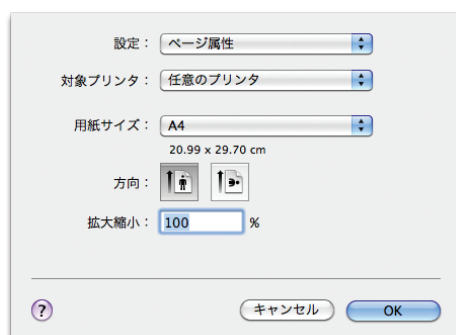 設定： ページ属性
対象プリンタ： 任意のプリンタ
用紙サイズ： A4
20.99 x 29.70 cm
方向：
拡大縮小： 100 %
? キャンセル OK